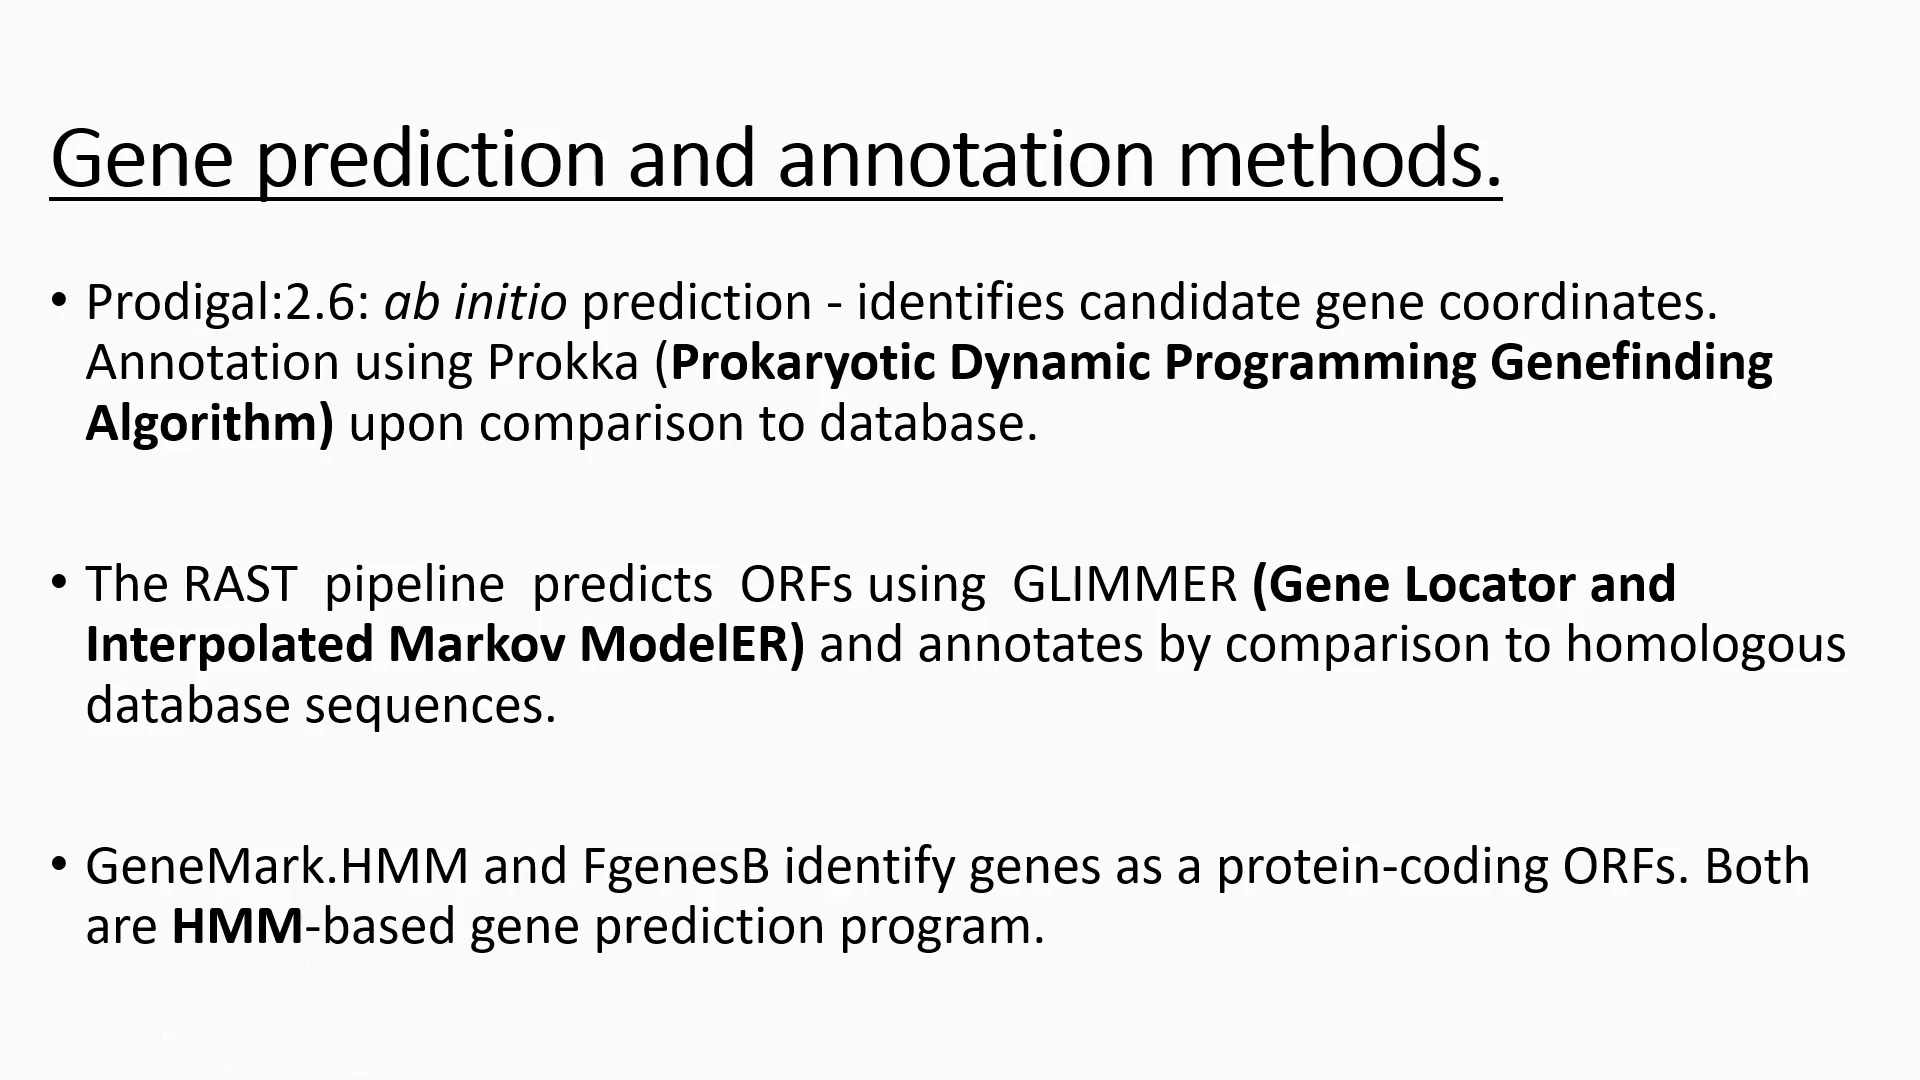 Gene prediction and annotation methods.
• Prodigal:2.6: ab initio prediction - identifies candidate gene coordinates.
Annotation using Prokka (Prokaryotic Dynamic Programming Genefinding
Algorithm) upon comparison to database.
• The RAST pipeline predicts ORFs using GLIMMER (Gene Locator and
Interpolated Markov ModelER) and annotates by comparison to homologous
database sequences.
• GeneMark.HMM and FgenesB identify genes as a protein-coding ORFs. Both
are HMM-based gene prediction program.